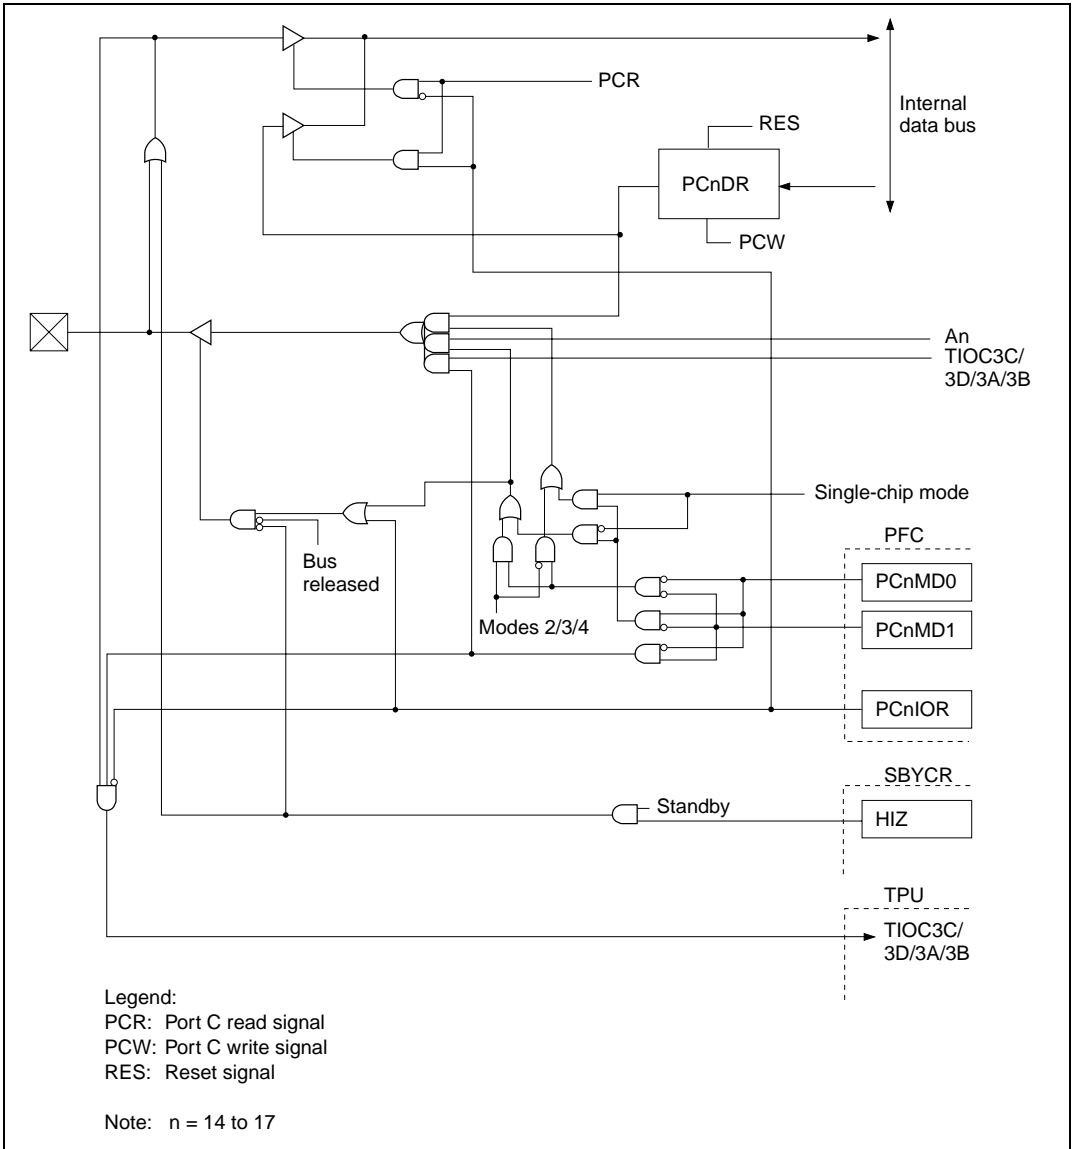 PCR
Internal
data bus
RES
PCnDR
PCW
An
TIOC3C/
3D/3A/3B
Single-chip mode
PFC
Bus
released
PCnMD0
Modes 2/3/4
PCnMD1
PCnIOR
SBYCR
Standby
HIZ
TPU
TIOC3C/
3D/3A/3B
Legend:
PCR: Port C read signal
PCW: Port C write signal
RES: Reset signal
Note: n = 14 to 17